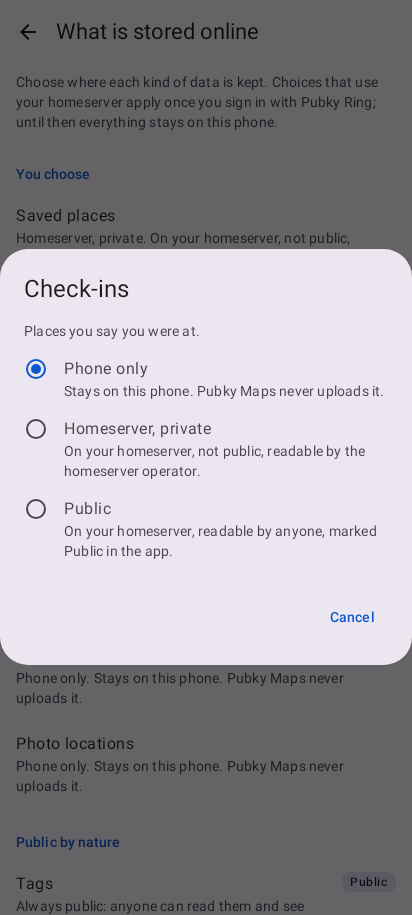 What is stored online
Choose where each kind of data is kept. Choices that use
your homeserver apply once you sign in with Pubky Ring;
until then everything stays on this phone.
You choose
Saved places
Homeserver, private. On your homeserver, not public,
Check-ins
Places you say you were at.
Phone only
Stays on this phone. Pubky Maps never uploads it.
Homeserver, private
On your homeserver, not public, readable by the
homeserver operator.
Public
On your homeserver, readable by anyone, marked
Public in the app.
Cancel
Phone only. Stays on this phone. Pubky Maps never
uploads it.
Photo locations
Phone only. Stays on this phone. Pubky Maps never
uploads it.
Public by nature
Tags
Public
Always public: anyone can read them and see